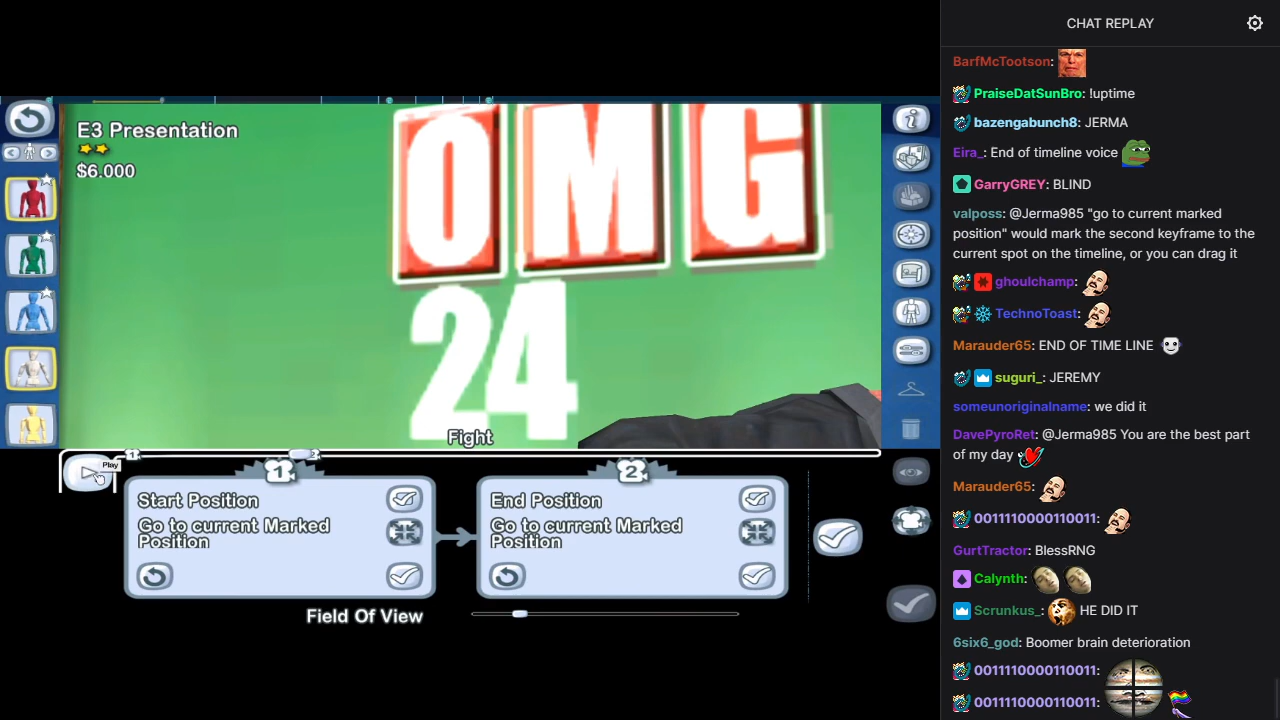 E3 Presentation
$6.000
OMG
24
Fight
Play
1
2
1
2
Start Position
Go to current Marked
Position
End Position
Go to current Marked
Position
Field Of View
CHAT REPLAY
BarfMcTootson:
PraiseDatSunBro: !uptime
bazengabunch8: JERMA
Eira_: End of timeline voice
GarryGREY: BLIND
valposs: @Jerma985 "go to current marked
position" would mark the second keyframe to the
current spot on the timeline, or you can drag it
ghoulchamp:
TechnoToast:
Marauder65: END OF TIME LINE
suguri_: JEREMY
someunoriginalname: we did it
DavePyroRet: @Jerma985 You are the best part
of my day
Marauder65:
0011110000110011:
GurtTractor: BlessRNG
Calynth:
Scrunkus_: HE DID IT
6six6_god: Boomer brain deterioration
0011110000110011:
0011110000110011: